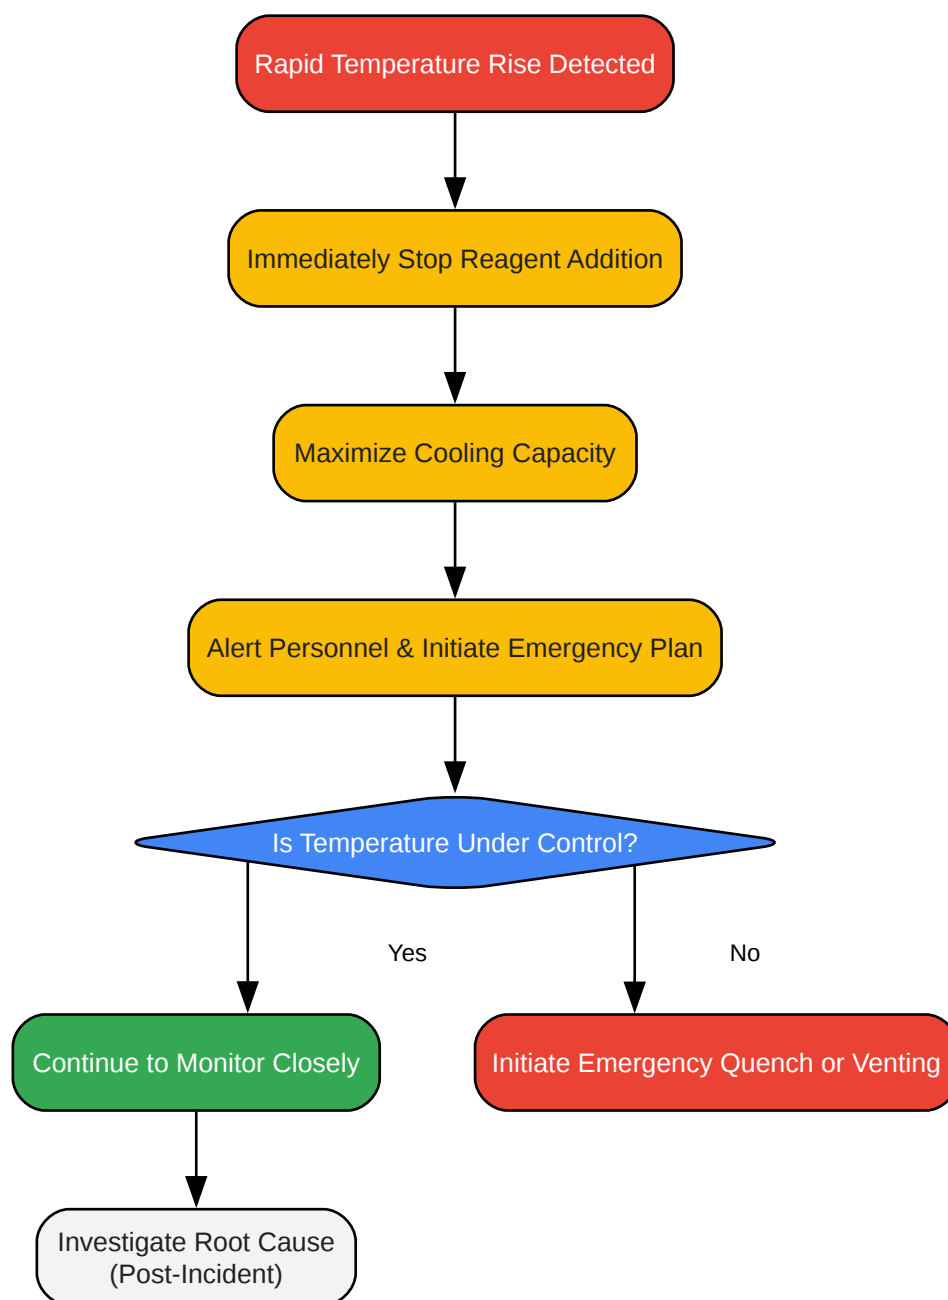 Rapid Temperature Rise Detected
Immediately Stop Reagent Addition
Maximize Cooling Capacity
Alert Personnel & Initiate Emergency Plan
Is Temperature Under Control?
Yes
No
Continue to Monitor Closely
Initiate Emergency Quench or Venting
Investigate Root Cause
(Post-Incident)